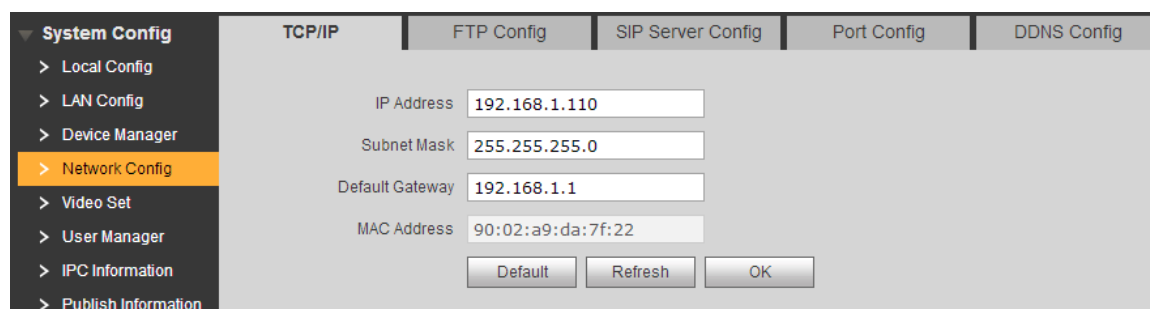 System Config
> Local Config
> LAN Config
> Device Manager
> Network Config
> Video Set
> User Manager
> IPC Information
> Publish Information
TCP/IP
FTP Config
SIP Server Config
Port Config
DDNS Config
IP Address 192.168.1.110
Subnet Mask 255.255.255.0
Default Gateway 192.168.1.1
MAC Address 90:02:a9:da:7f:22
Default
Refresh
OK